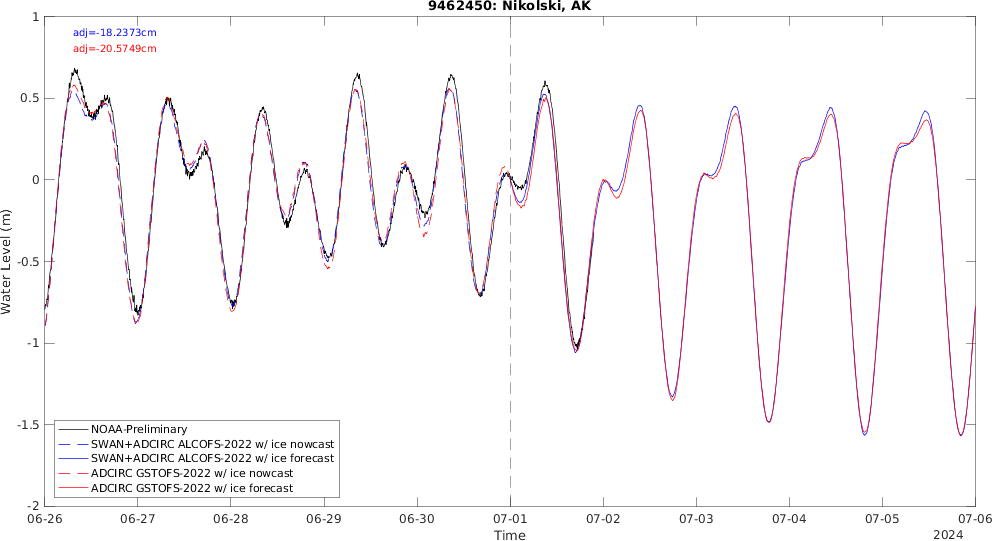 9462450: Nikolski, AK
adj=-18.2373cm
adj=-20.5749cm
1
0.5
0
-0.5
-1
-1.5
-2
Water Level (m)
NOAA-Preliminary
SWAN+ADCIRC ALCOFS-2022 w/ ice nowcast
SWAN+ADCIRC ALCOFS-2022 w/ ice forecast
ADCIRC GSTOFS-2022 w/ ice nowcast
ADCIRC GSTOFS-2022 w/ ice forecast
06-26 06-27 06-28 06-29 06-30 07-01 07-02 07-03 07-04 07-05 07-06
Time
2024